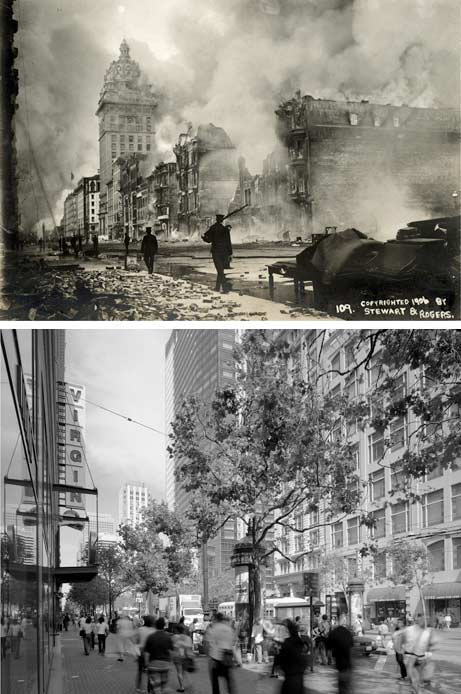 109. COPYRIGHTED 1906 BY
STEWART & ROGERS.
VIRGIN